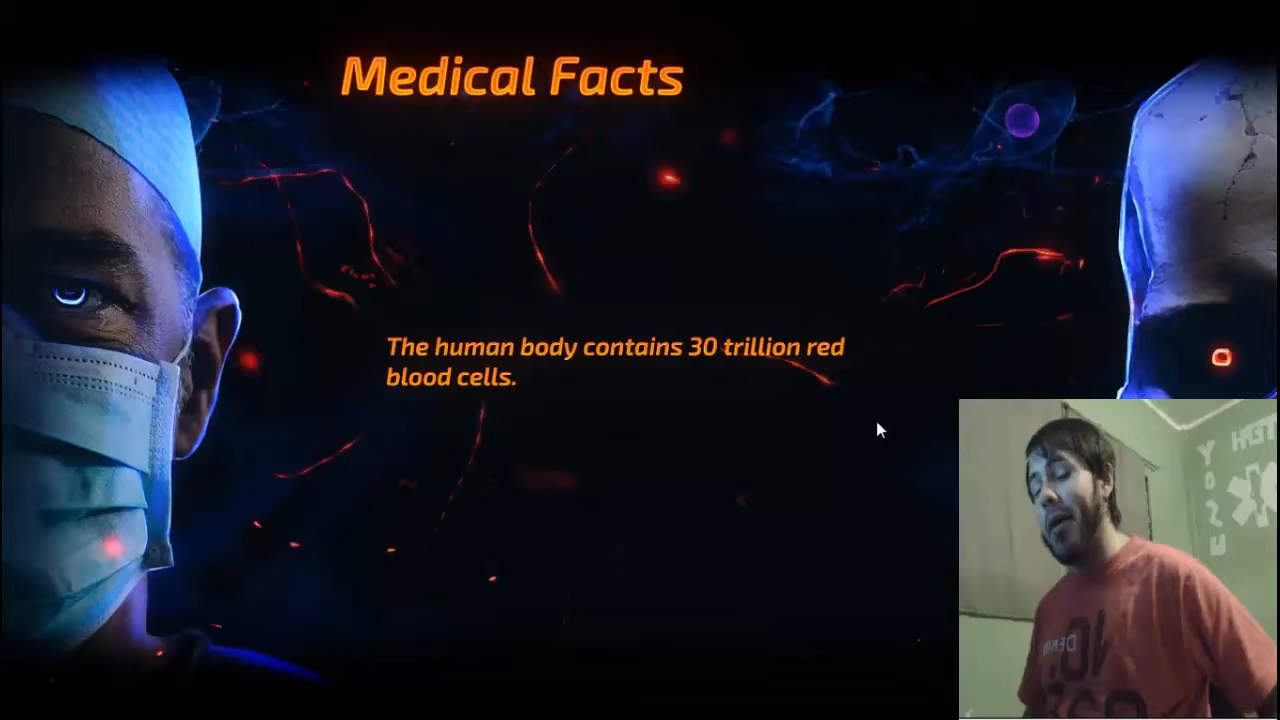 Medical Facts
The human body contains 30 trillion red
blood cells.